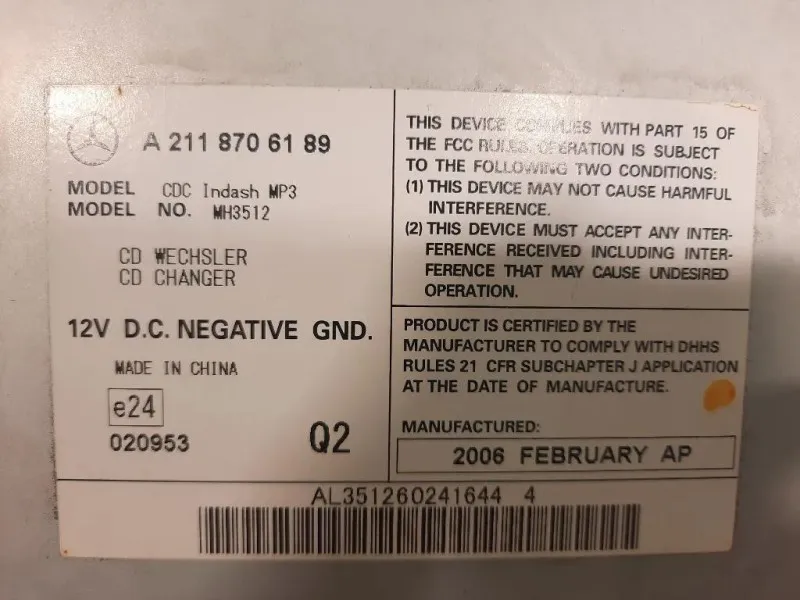 A 211 870 61 89
MODEL CDC Indash MP3
MODEL NO. MH3512
CD WECHSLER
CD CHANGER
12V D.C. NEGATIVE GND.
MADE IN CHINA
e24
020953
Q2
THIS DEVICE COMPLIES WITH PART 15 OF
THE FCC RULES. OPERATION IS SUBJECT
TO THE FOLLOWING TWO CONDITIONS:
(1) THIS DEVICE MAY NOT CAUSE HARMFUL
INTERFERENCE.
(2) THIS DEVICE MUST ACCEPT ANY INTER-
FERENCE RECEIVED INCLUDING INTER-
FERENCE THAT MAY CAUSE UNDESIRED
OPERATION.
PRODUCT IS CERTIFIED BY THE
MANUFACTURER TO COMPLY WITH DHHS
RULES 21 CFR SUBCHAPTER J APPLICATION
AT THE DATE OF MANUFACTURE.
MANUFACTURED:
2006 FEBRUARY AP
AL351260241644 4